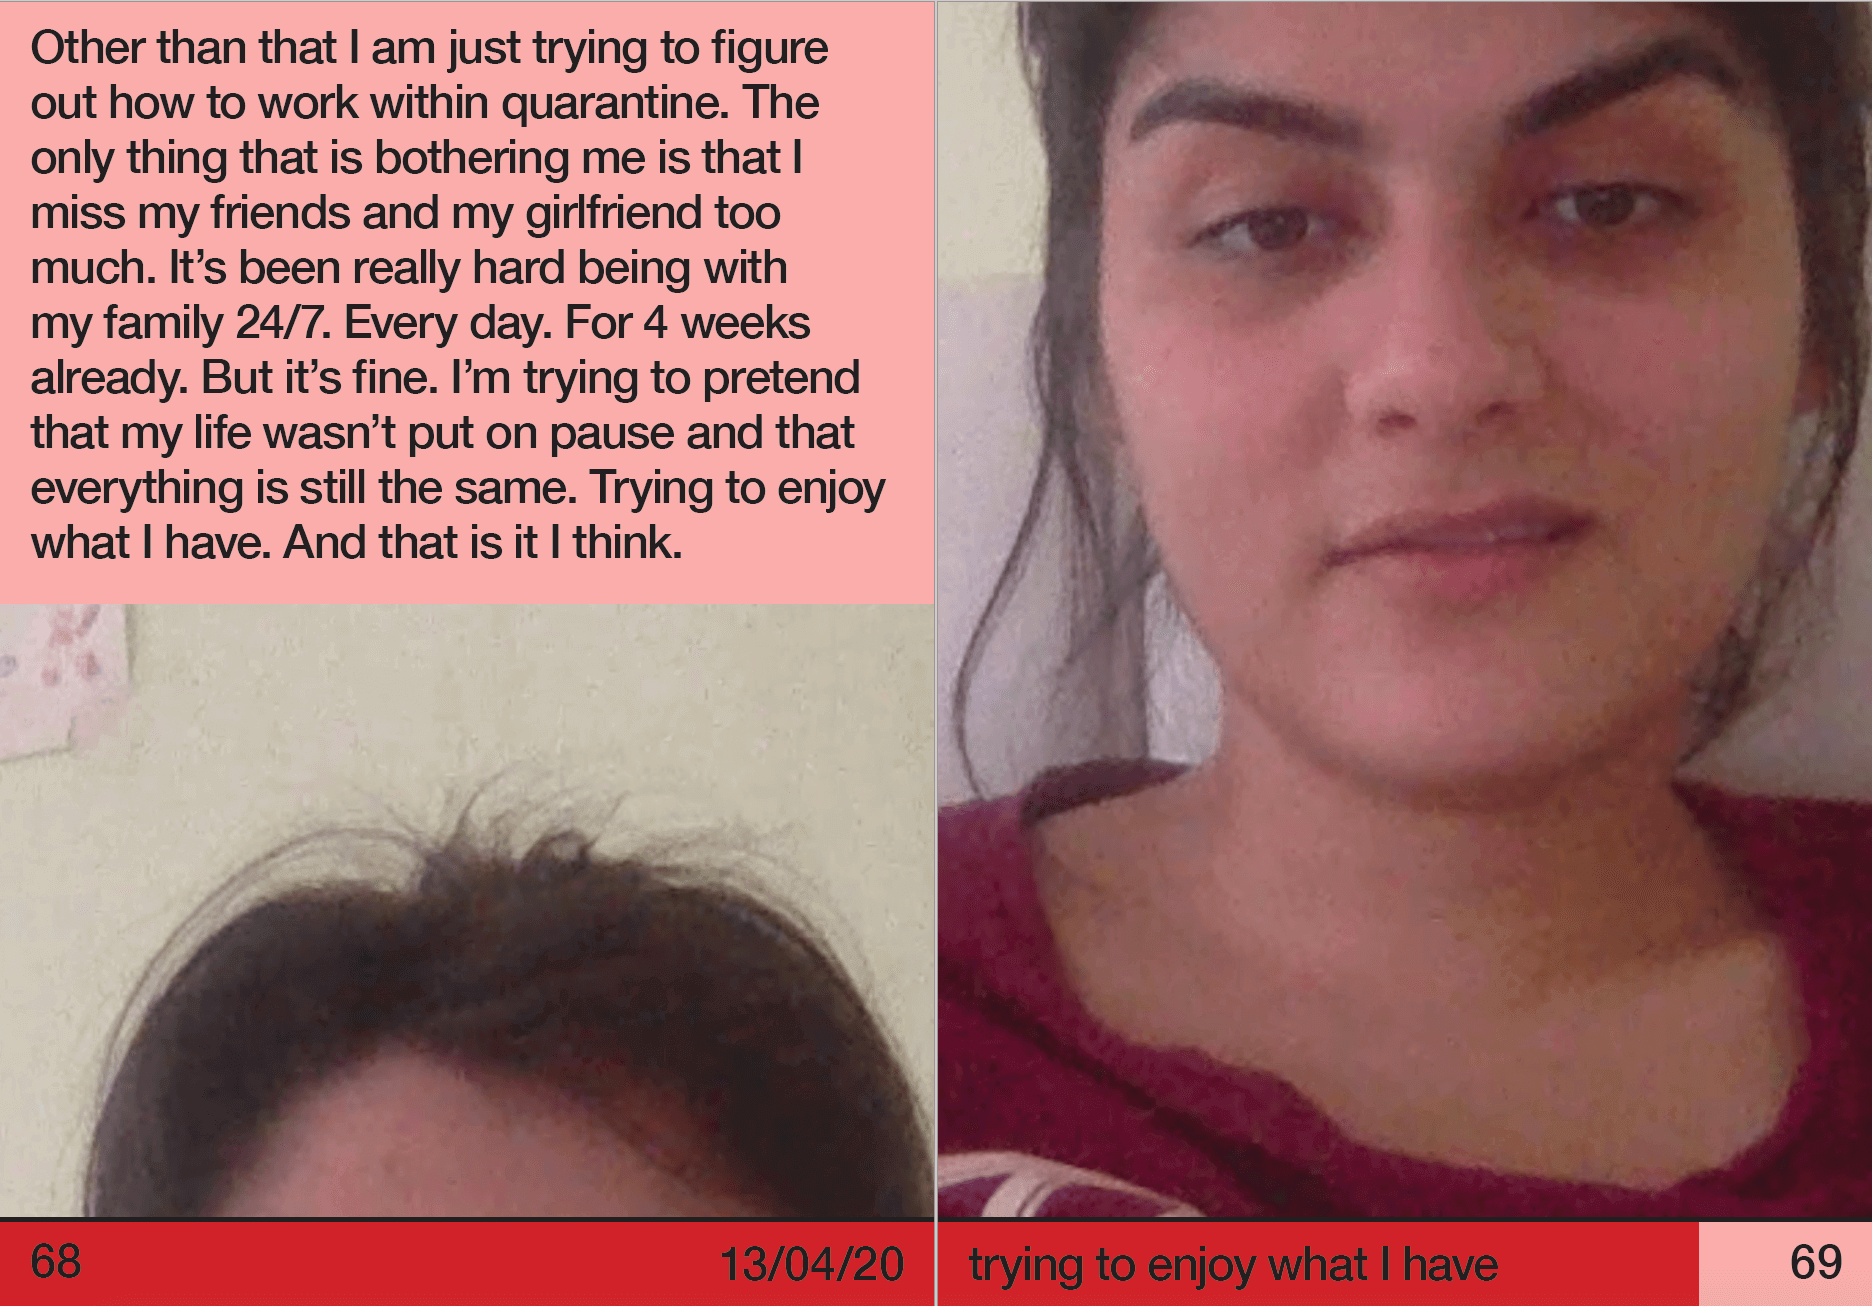 Other than that I am just trying to figure
out how to work within quarantine. The
only thing that is bothering me is that I
miss my friends and my girlfriend too
much. It’s been really hard being with
my family 24/7. Every day. For 4 weeks
already. But it’s fine. I’m trying to pretend
that my life wasn’t put on pause and that
everything is still the same. Trying to enjoy
what I have. And that is it I think.
68
13/04/20
trying to enjoy what I have
69